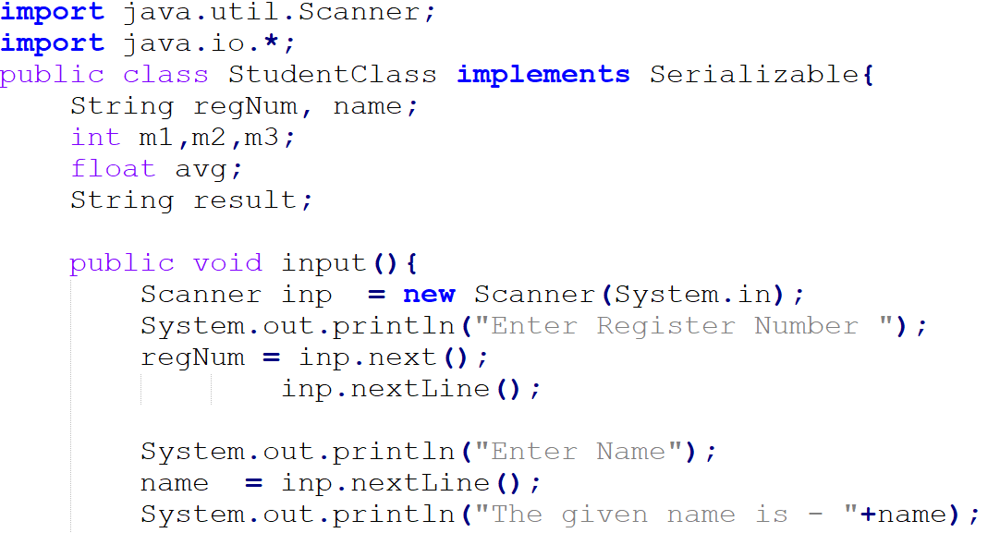 import java.util.Scanner;
import java.io.*;
public class StudentClass implements Serializable{
    String regNum, name;
    int m1,m2,m3;
    float avg;
    String result;

    public void input(){
        Scanner inp  = new Scanner(System.in);
        System.out.println("Enter Register Number ");
        regNum = inp.next();
                inp.nextLine();

        System.out.println("Enter Name");
        name  = inp.nextLine();
        System.out.println("The given name is - "+name);